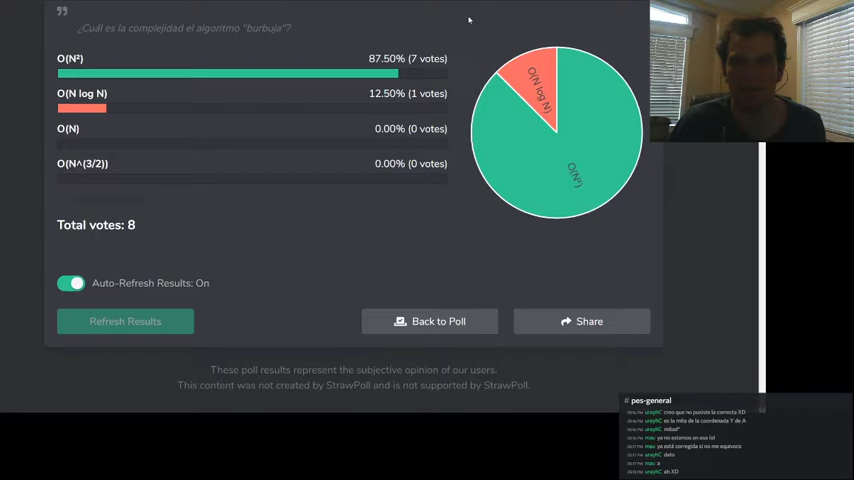 ¿Cuál es la complejidad el algoritmo "burbuja"?
O(N²)
87.50% (7 votes)
O(N log N)
12.50% (1 votes)
O(N)
0.00% (0 votes)
O(N^(3/2))
0.00% (0 votes)
O(N log N)
O(N²)
Total votes: 8
Auto-Refresh Results: On
Refresh Results
Back to Poll
Share
These poll results represent the subjective opinion of our users.
This content was not created by StrawPoll and is not supported by StrawPoll.
# pes-general
creo que no pusiste la correcta XD
es la mita de la coordenada Y de A
mitad*
mau ya no estamos en esa lol
mau ya está corregida si no me equivoco
dato
mau a
ah XD